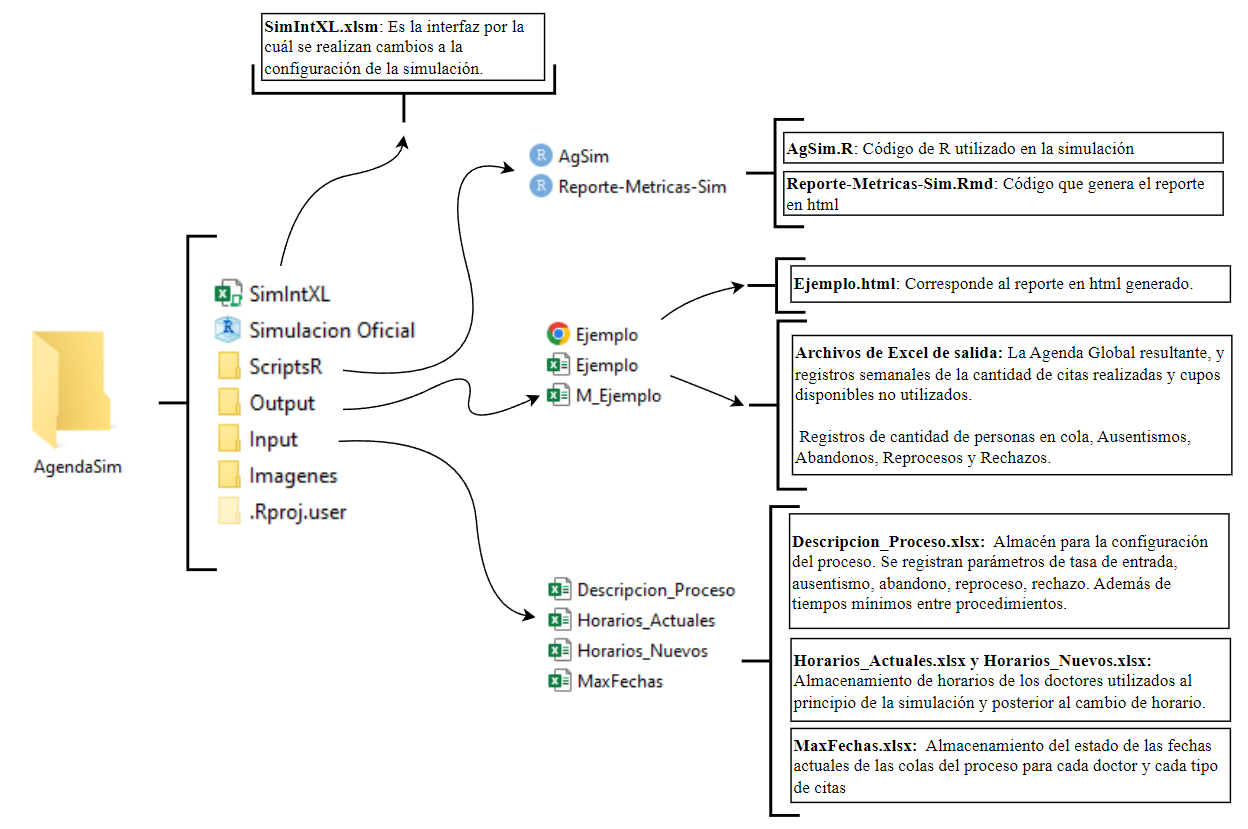 SimIntXL.xlsm: Es la interfaz por la
cuál se realizan cambios a la
configuración de la simulación.
AgSim
Reporte-Metricas-Sim
AgSim.R: Código de R utilizado en la simulación
Reporte-Metricas-Sim.Rmd: Código que genera el reporte
en html
AgendaSim
SimIntXL
Simulacion Oficial
ScriptsR
Output
Input
Imagenes
.Rproj.user
Ejemplo
Ejemplo
M_Ejemplo
Ejemplo.html: Corresponde al reporte en html generado.
Archivos de Excel de salida: La Agenda Global resultante, y
registros semanales de la cantidad de citas realizadas y cupos
disponibles no utilizados.
Registros de cantidad de personas en cola, Ausentismos,
Abandonos, Reprocesos y Rechazos.
Descripcion_Proceso
Horarios_Actuales
Horarios_Nuevos
MaxFechas
Descripcion_Proceso.xlsx: Almacén para la configuración
del proceso. Se registran parámetros de tasa de entrada,
ausentismo, abandono, reproceso, rechazo. Además de
tiempos mínimos entre procedimientos.
Horarios_Actuales.xlsx y Horarios_Nuevos.xlsx:
Almacenamiento de horarios de los doctores utilizados al
principio de la simulación y posterior al cambio de horario.
MaxFechas.xlsx: Almacenamiento del estado de las fechas
actuales de las colas del proceso para cada doctor y cada tipo
de citas